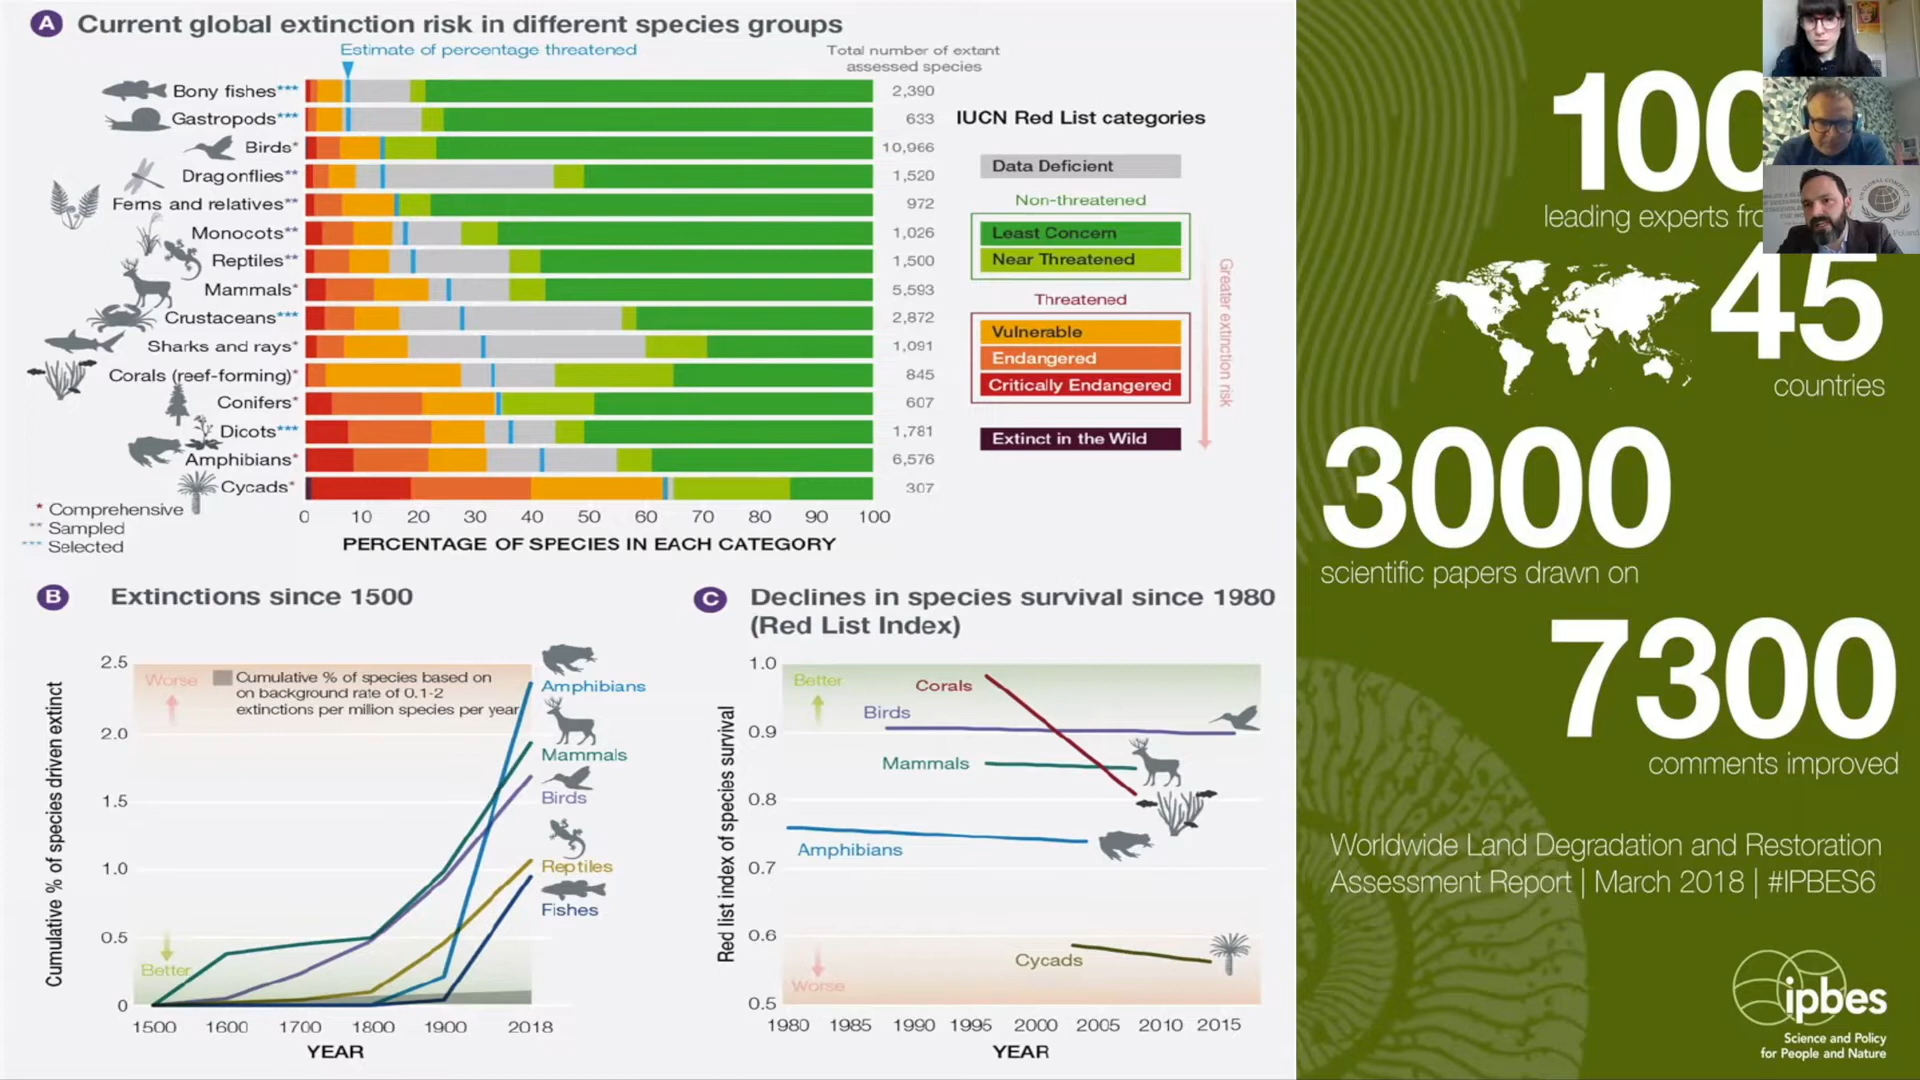 A Current global extinction risk in different species groups
Estimate of percentage threatened
Total number of extant
assessed species
Bony fishes*** 2,390
Gastropods*** 633
Birds* 10,966
Dragonflies** 1,520
Ferns and relatives** 972
Monocots** 1,026
Reptiles** 1,500
Mammals* 5,593
Crustaceans*** 2,872
Sharks and rays* 1,091
Corals (reef-forming)* 845
Conifers* 607
Dicots*** 1,781
Amphibians* 6,576
Cycads* 307
* Comprehensive
** Sampled
*** Selected
0 10 20 30 40 50 60 70 80 90 100
PERCENTAGE OF SPECIES IN EACH CATEGORY
IUCN Red List categories
Data Deficient
Non-threatened
Least Concern
Near Threatened
Threatened
Vulnerable
Endangered
Critically Endangered
Extinct in the Wild
Greater extinction risk
B Extinctions since 1500
Cumulative % of species driven extinct
2.5
2.0
1.5
1.0
0.5
0
Worse
Cumulative % of species based on
on background rate of 0.1-2
extinctions per million species per year
Better
Amphibians
Mammals
Birds
Reptiles
Fishes
1500 1600 1700 1800 1900 2018
YEAR
C Declines in species survival since 1980
(Red List Index)
Red list index of species survival
1.0
0.9
0.8
0.7
0.6
0.5
Better
Corals
Birds
Mammals
Amphibians
Cycads
Worse
1980 1985 1990 1995 2000 2005 2010 2015
YEAR
100
leading experts fro
45
countries
3000
scientific papers drawn on
7300
comments improved
Worldwide Land Degradation and Restoration
Assessment Report | March 2018 | #IPBES6
ipbes
Science and Policy
for People and Nature